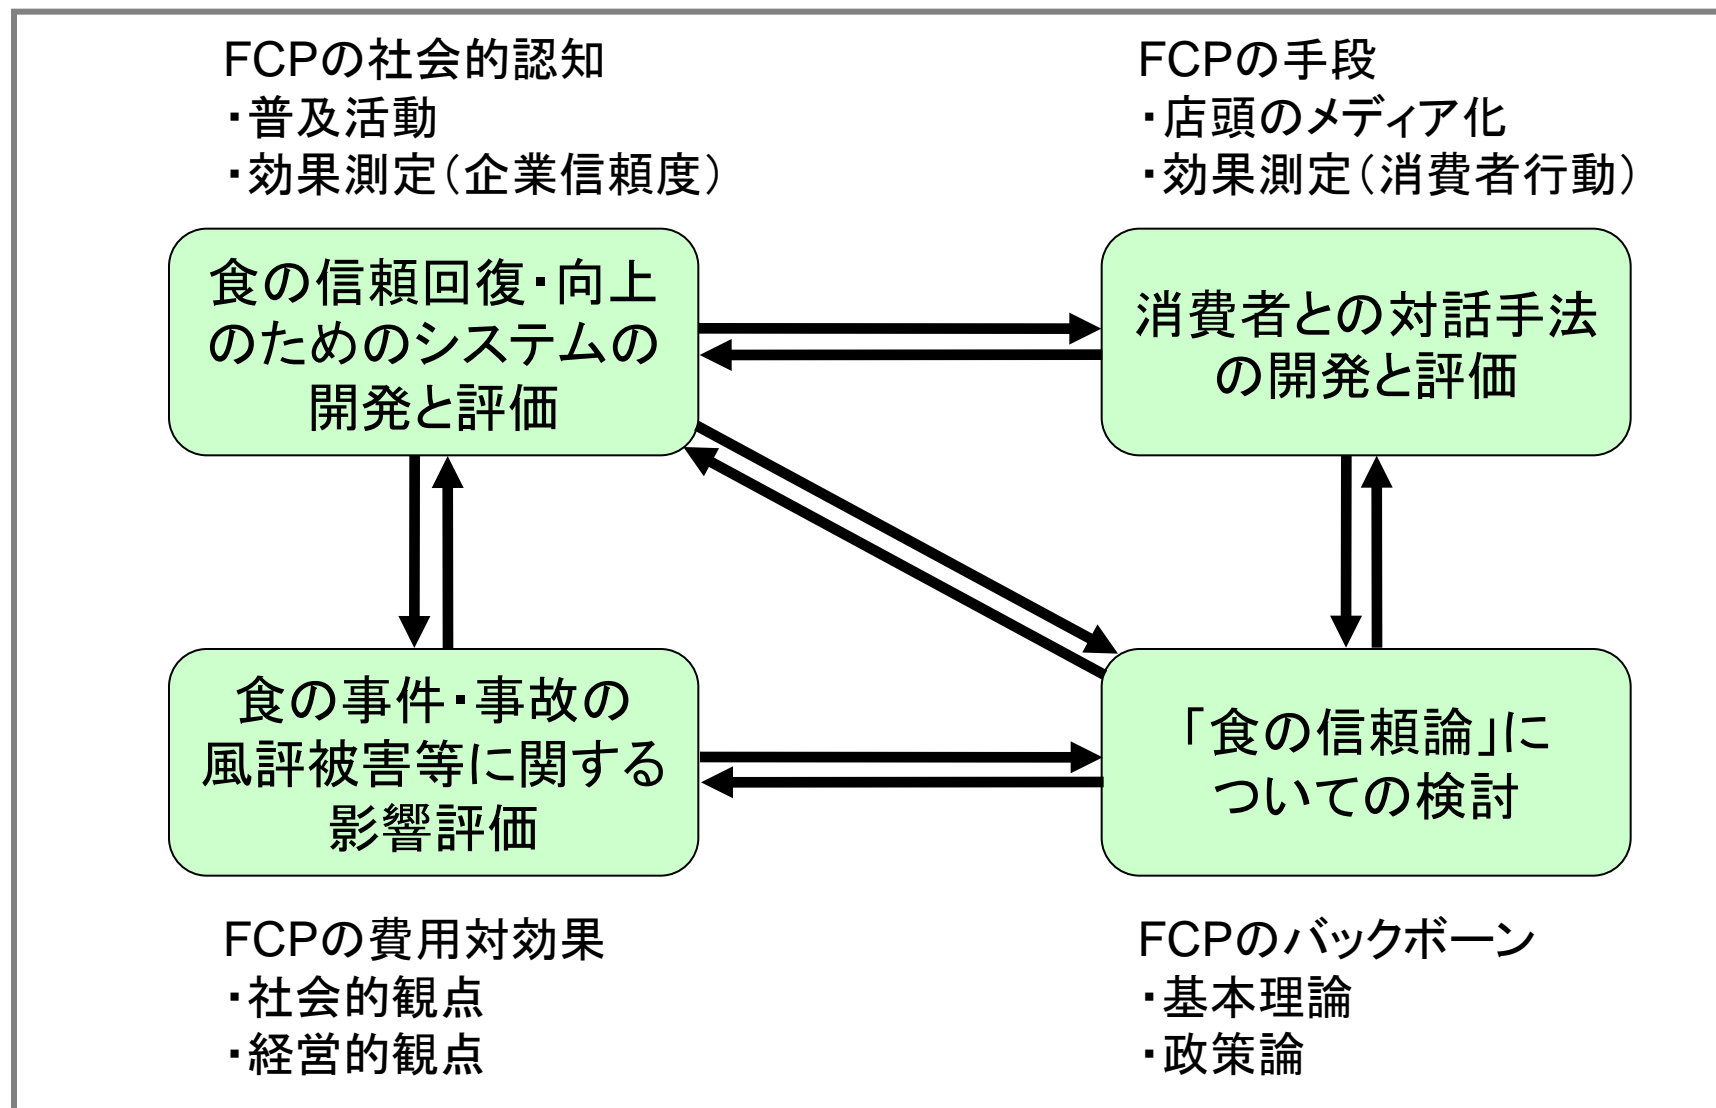 FCPの社会的認知
・普及活動
・効果測定（企業信頼度）
FCPの手段
・店頭のメディア化
・効果測定（消費者行動）
食の信頼回復・向上
のためのシステムの
開発と評価
消費者との対話手法
の開発と評価
食の事件・事故の
風評被害等に関する
影響評価
「食の信頼論」に
ついての検討
FCPの費用対効果
・社会的観点
・経営的観点
FCPのバックボーン
・基本理論
・政策論